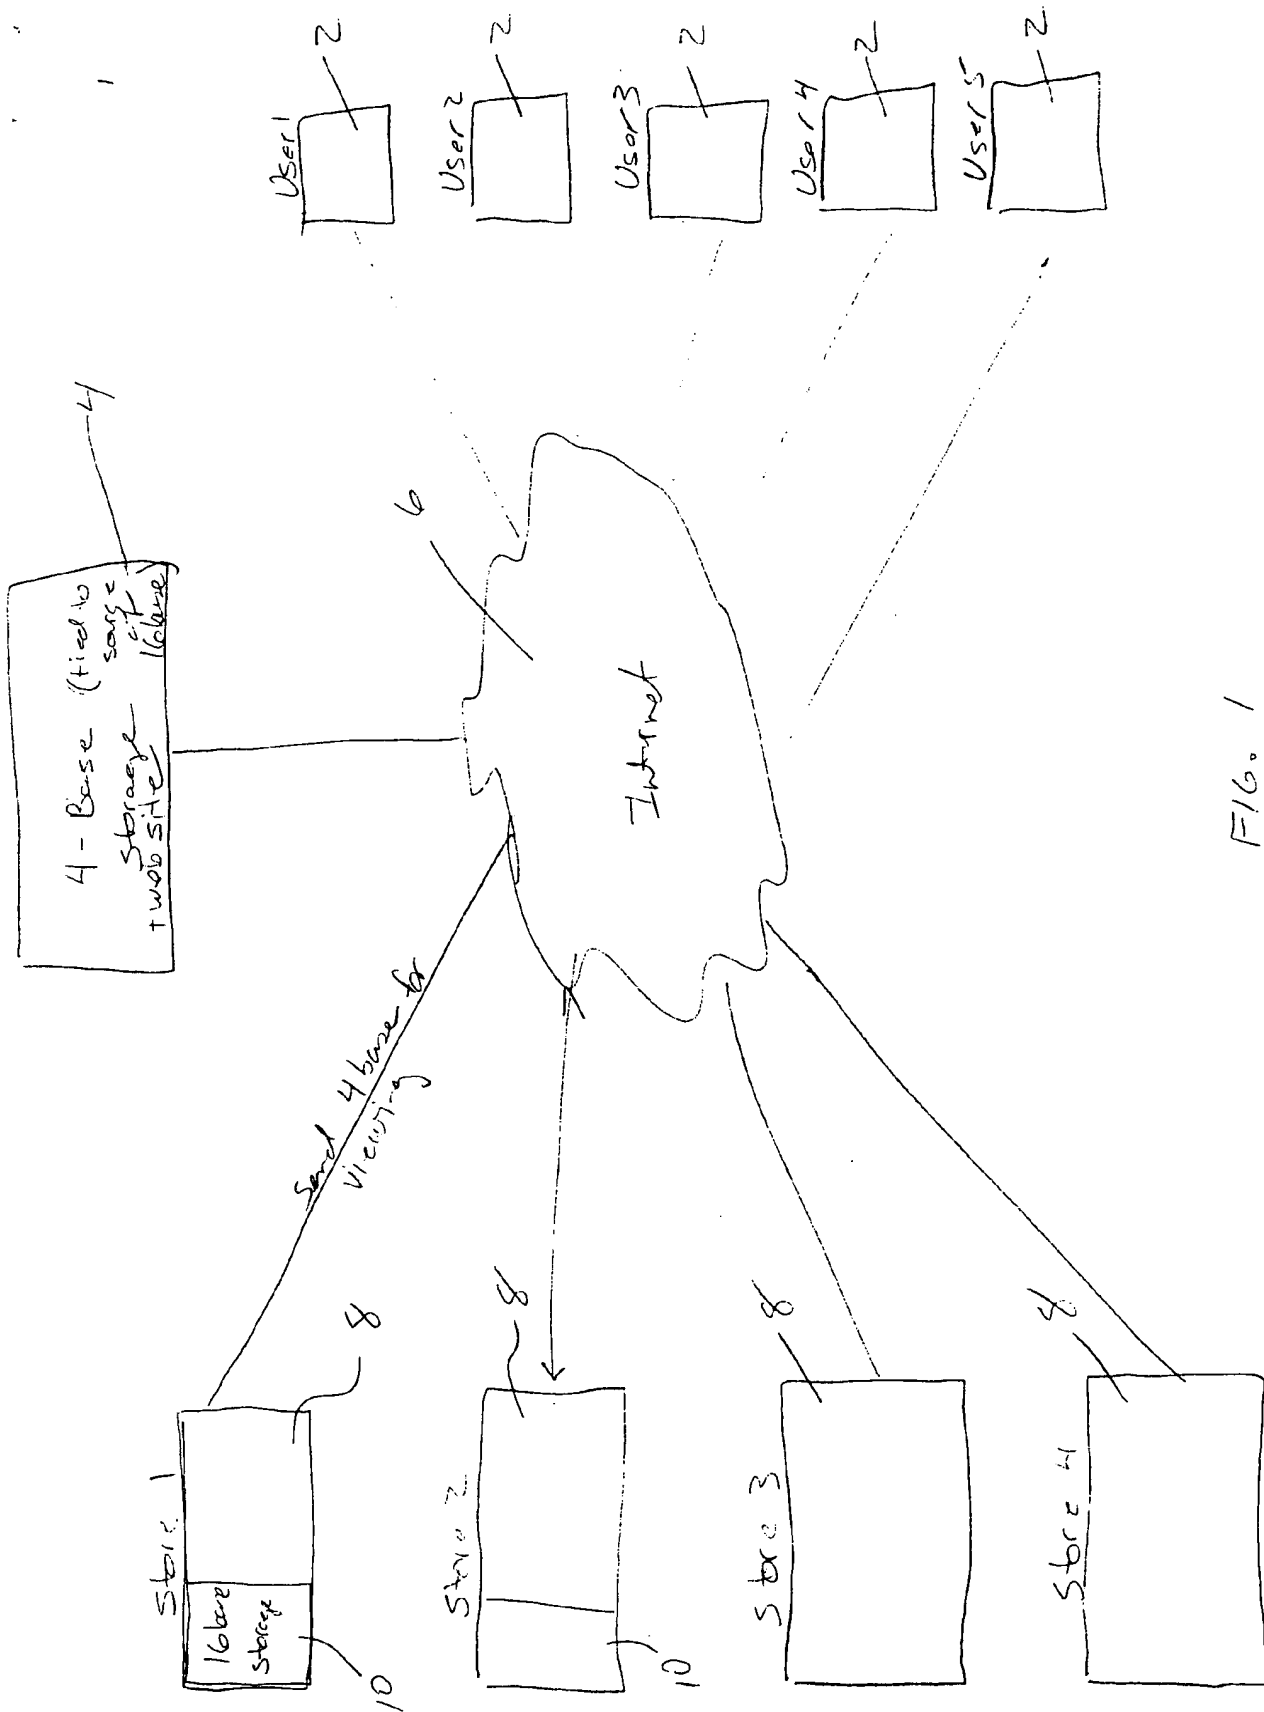 Store 1
16 base
Storage
10
8
Store 2
10
8
Store 3
8
Store 4
8
Send 4 base for
viewing
4 - Base (tied to
Storage
+ web site
16 base)
4
Internet
6
User 1
2
User 2
2
User 3
2
User 4
2
User 5
2
FIG. 1